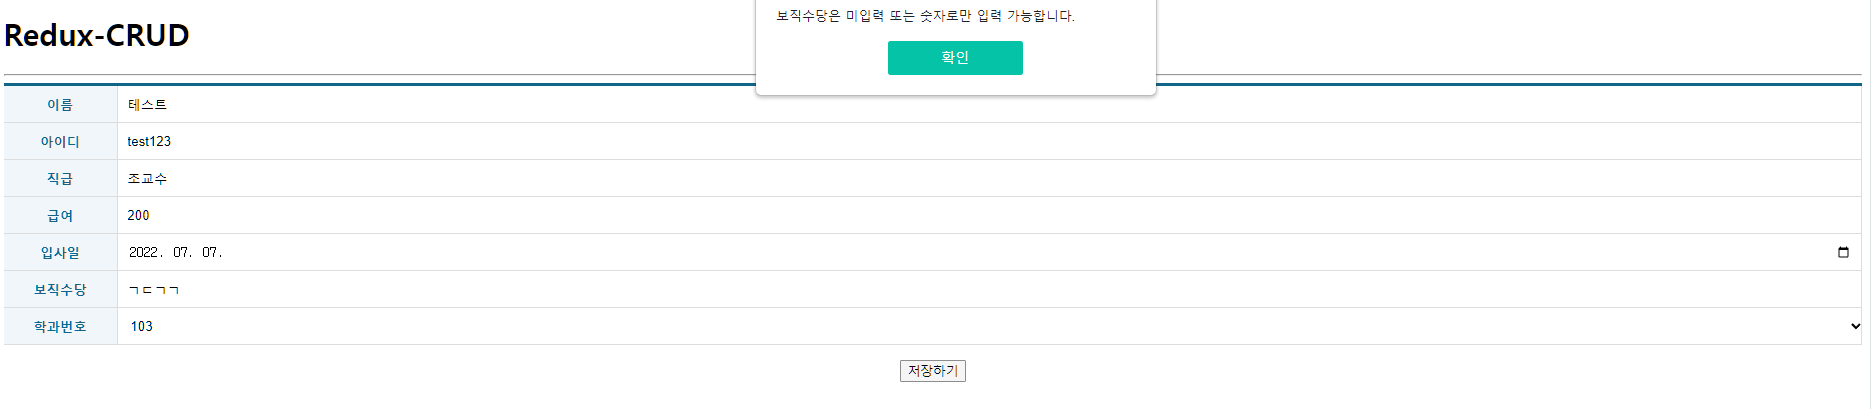 보직수당은 미입력 또는 숫자로만 입력 가능합니다.
확인
Redux-CRUD
이름 테스트
아이디 test123
직급 조교수
급여 200
입사일 2022. 07. 07.
보직수당 ㄱㄷㄱㄱ
학과번호 103
저장하기